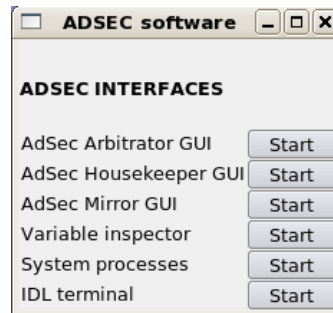 ADSEC software
ADSEC INTERFACES
AdSec Arbitrator GUI Start
AdSec Housekeeper GUI Start
AdSec Mirror GUI Start
Variable inspector Start
System processes Start
IDL terminal Start